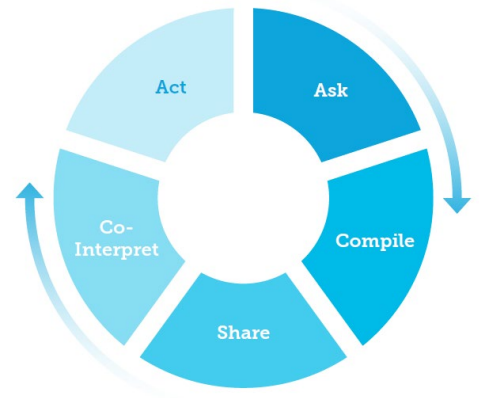 Act
Ask
Co-
Interpret
Compile
Share